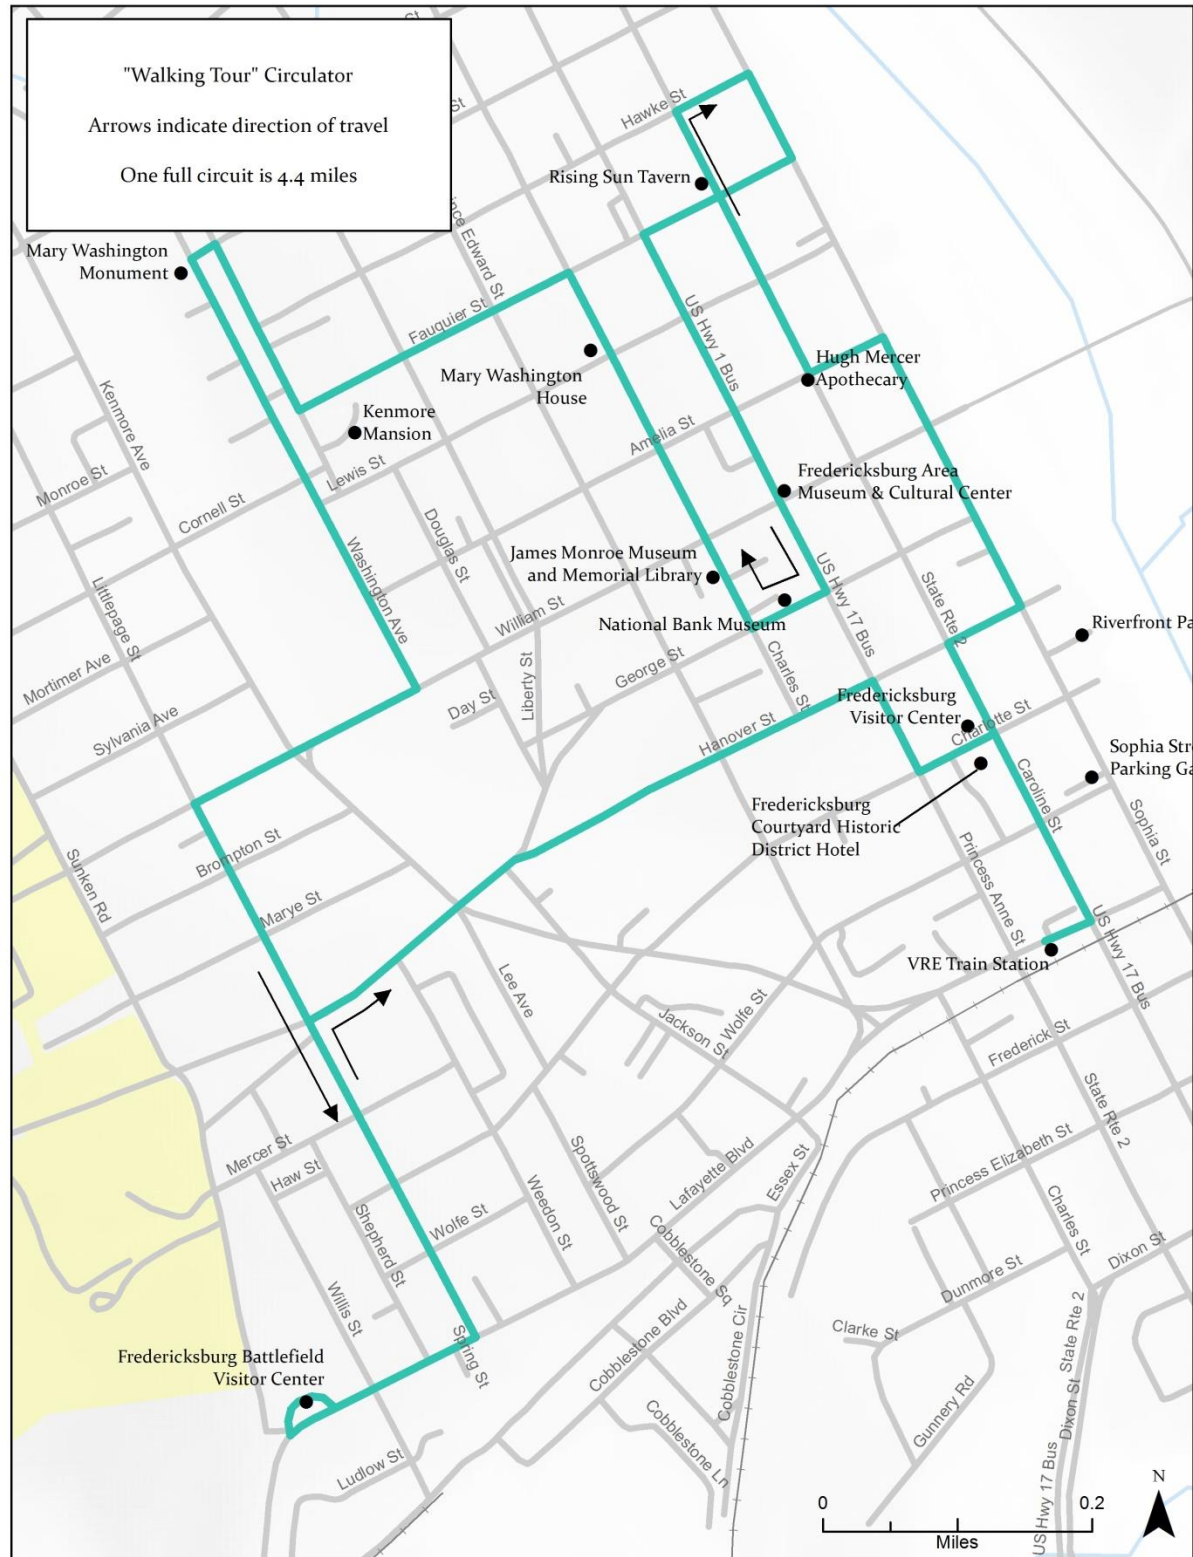 "Walking Tour" Circulator
Arrows indicate direction of travel
One full circuit is 4.4 miles
Hawke St
St
Rising Sun Tavern
ince Edward St
Mary Washington
Monument
Fauquier St
US Hwy 1 Bus
Mary Washington
House
Hugh Mercer
Apothecary
Kenmore Ave
Kenmore
Mansion
Amelia St
Lewis St
Monroe St
Cornell St
Fredericksburg Area
Museum & Cultural Center
Douglas St
Washington Ave
James Monroe Museum
and Memorial Library
US Hwy 17 Bus
State Rte 2
Littlepage St
William St
National Bank Museum
Riverfront Pa
Mortimer Ave
Liberty St
George St
Charles St
Day St
Sylvania Ave
Hanover St
Fredericksburg
Visitor Center
Charlotte St
Sophia Str
Parking Ga
Caroline St
Sophia St
Fredericksburg
Courtyard Historic
District Hotel
Brompton St
Sunken Rd
Marye St
Princess Anne St
US Hwy 17 Bus
VRE Train Station
Lee Ave
Wolfe St
Jackson St
Frederick St
State Rte 2
Mercer St
Haw St
Spottswood St
Lafayette Blvd
Essex St
Princess Elizabeth St
Weedon St
Shepherd St
Wolfe St
Charles St
Cobblestone Sq
Dixon St
Dunmore St
Willis St
Cobblestone Blvd
Cobblestone Cir
Clarke St
State Rte 2
Spring St
Fredericksburg Battlefield
Visitor Center
Gunnery Rd
Dixon St
Cobblestone Ln
Ludlow St
US Hwy 17 Bus
N
0
0.2
Miles